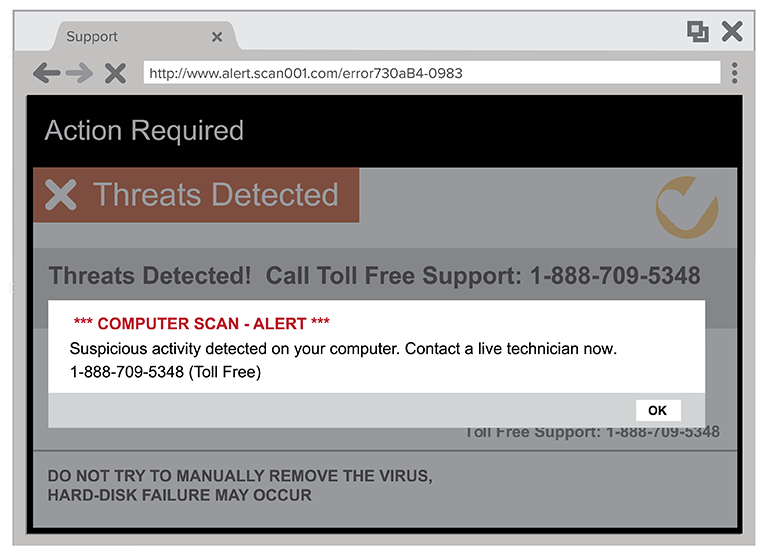 Support
http://www.alert.scan001.com/error730aB4-0983
Action Required
Threats Detected
Threats Detected! Call Toll Free Support: 1-888-709-5348
*** COMPUTER SCAN - ALERT ***
Suspicious activity detected on your computer. Contact a live technician now.
1-888-709-5348 (Toll Free)
OK
Toll Free Support: 1-888-709-5348
DO NOT TRY TO MANUALLY REMOVE THE VIRUS,
HARD-DISK FAILURE MAY OCCUR